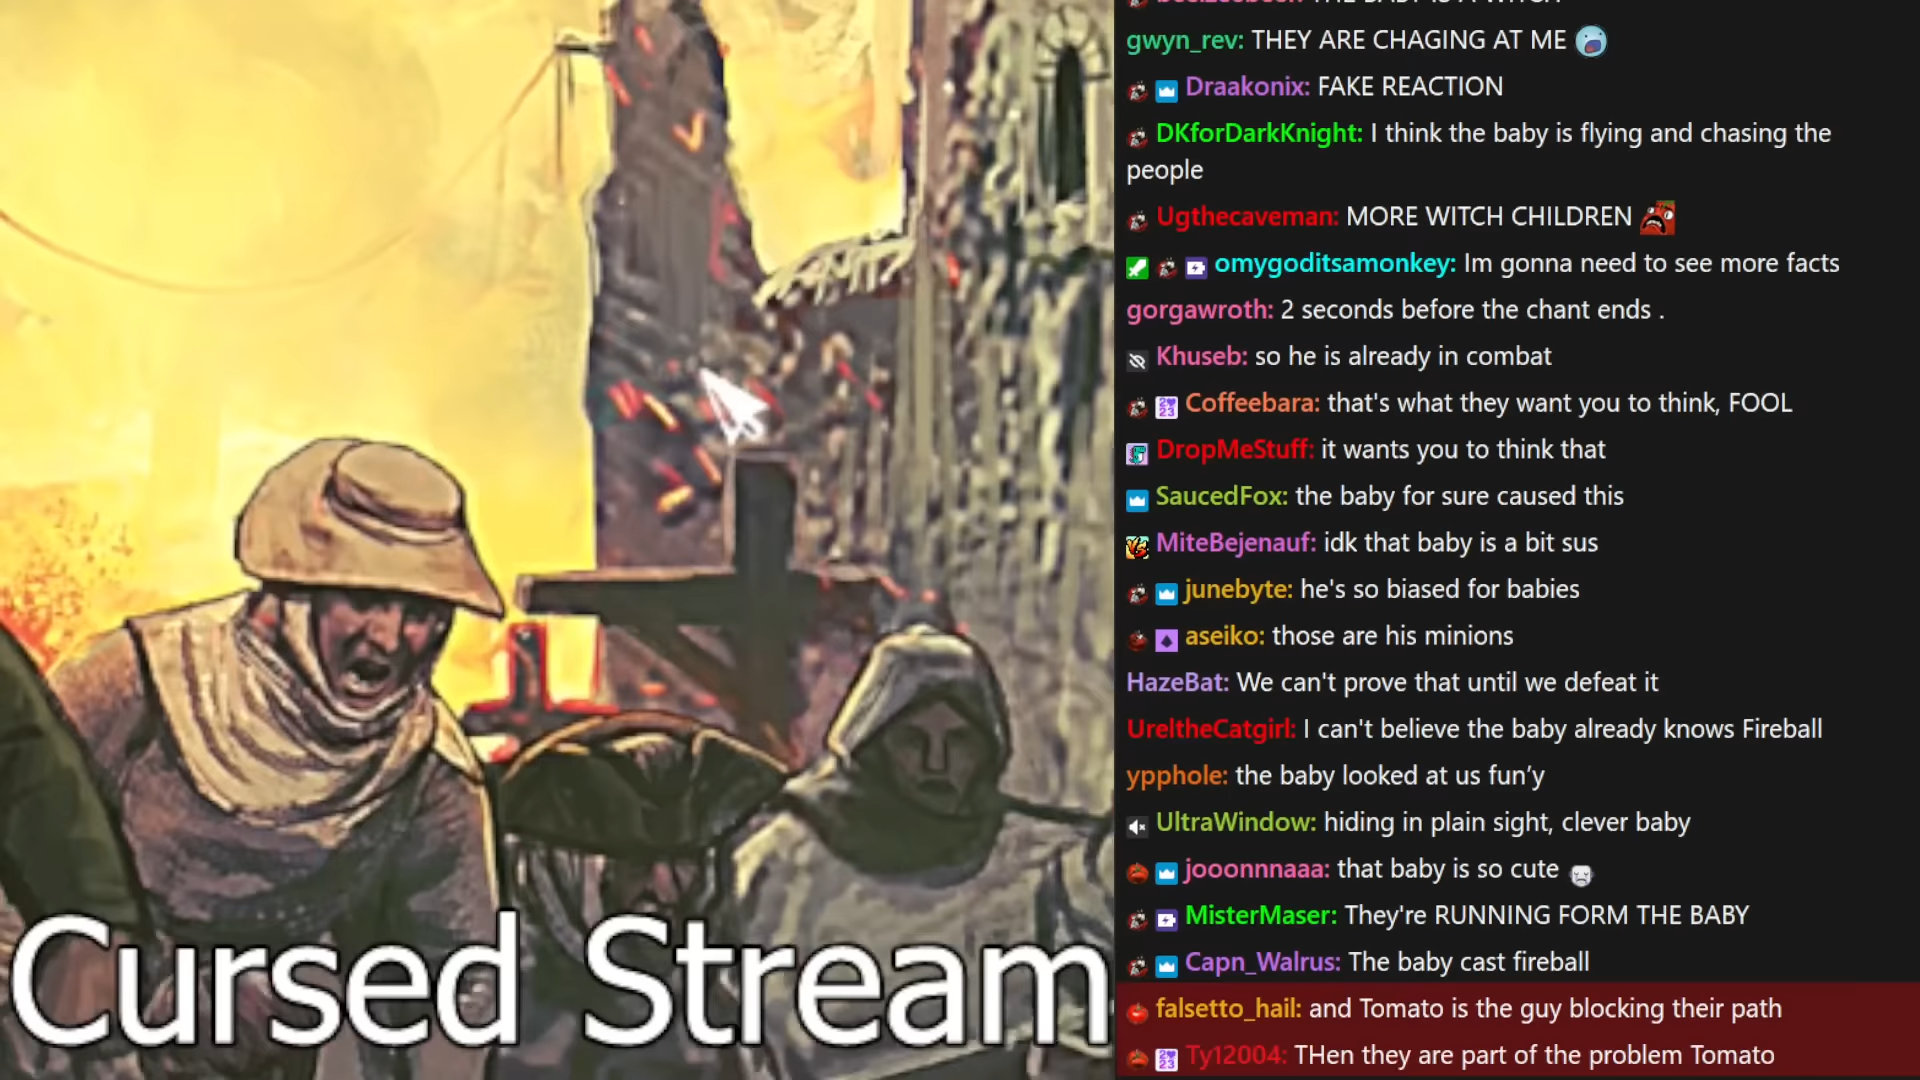 gwyn_rev: THEY ARE CHAGING AT ME
Draakonix: FAKE REACTION
DKforDarkKnight: I think the baby is flying and chasing the
people
Ugthecaveman: MORE WITCH CHILDREN
omygoditsamonkey: Im gonna need to see more facts
gorgawroth: 2 seconds before the chant ends .
Khuseb: so he is already in combat
Coffeebara: that's what they want you to think, FOOL
DropMeStuff: it wants you to think that
SaucedFox: the baby for sure caused this
MiteBejenauf: idk that baby is a bit sus
junebyte: he's so biased for babies
aseiko: those are his minions
HazeBat: We can't prove that until we defeat it
UreltheCatgirl: I can't believe the baby already knows Fireball
ypphole: the baby looked at us fun’y
UltraWindow: hiding in plain sight, clever baby
jooonnnaaa: that baby is so cute
MisterMaser: They're RUNNING FORM THE BABY
Capn_Walrus: The baby cast fireball
falsetto_hail: and Tomato is the guy blocking their path
Ty12004: THen they are part of the problem Tomato
Cursed Stream